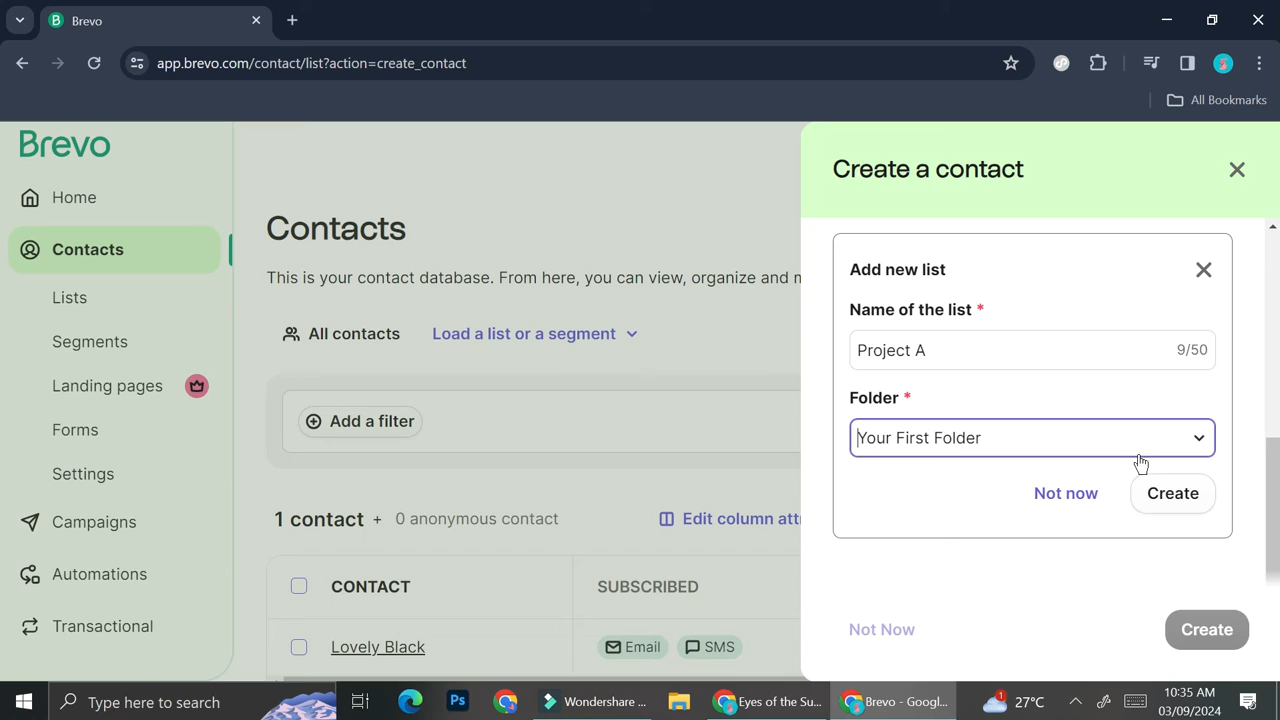 Brevo
app.brevo.com/contact/list?action=create_contact
All Bookmarks
Brevo
Home
Contacts
Lists
Segments
Landing pages
Forms
Settings
Campaigns
Automations
Transactional
Contacts
This is your contact database. From here, you can view, organize and m
All contacts
Load a list or a segment
Add a filter
1 contact + 0 anonymous contact
Edit column attr
CONTACT SUBSCRIBED
Lovely Black Email SMS
Create a contact
Add new list
Name of the list *
Project A 9/50
Folder *
Your First Folder
Not now Create
Not Now Create
Type here to search
Ps
Wondershare ...
Eyes of the Su...
Brevo - Googl...
1
27°C
10:35 AM
03/09/2024